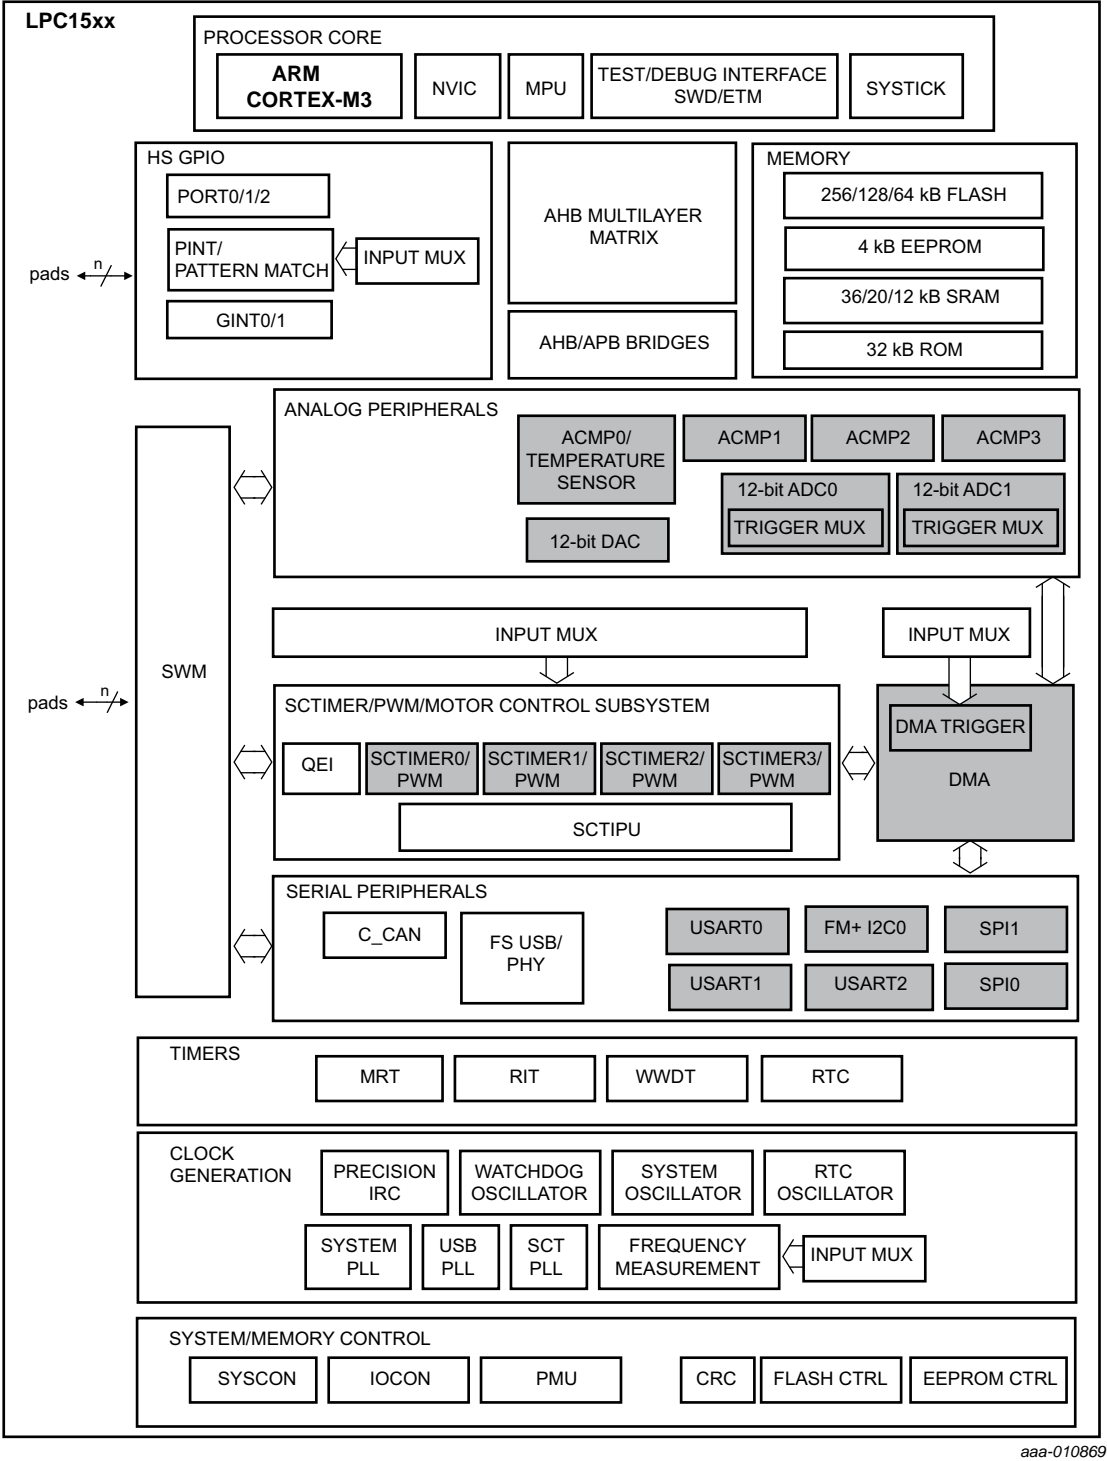 LPC15xx
PROCESSOR CORE
ARM
CORTEX-M3
NVIC
MPU
TEST/DEBUG INTERFACE
SWD/ETM
SYSTICK
HS GPIO
PORT0/1/2
PINT/
PATTERN MATCH
INPUT MUX
GINT0/1
pads
n
AHB MULTILAYER
MATRIX
AHB/APB BRIDGES
MEMORY
256/128/64 kB FLASH
4 kB EEPROM
36/20/12 kB SRAM
32 kB ROM
ANALOG PERIPHERALS
ACMP0/
TEMPERATURE
SENSOR
ACMP1
ACMP2
ACMP3
12-bit ADC0
TRIGGER MUX
12-bit ADC1
TRIGGER MUX
12-bit DAC
SWM
pads
n
INPUT MUX
INPUT MUX
SCTIMER/PWM/MOTOR CONTROL SUBSYSTEM
QEI
SCTIMER0/
PWM
SCTIMER1/
PWM
SCTIMER2/
PWM
SCTIMER3/
PWM
SCTIPU
DMA TRIGGER
DMA
SERIAL PERIPHERALS
C_CAN
FS USB/
PHY
USART0
FM+ I2C0
SPI1
USART1
USART2
SPI0
TIMERS
MRT
RIT
WWDT
RTC
CLOCK
GENERATION
PRECISION
IRC
WATCHDOG
OSCILLATOR
SYSTEM
OSCILLATOR
RTC
OSCILLATOR
SYSTEM
PLL
USB
PLL
SCT
PLL
FREQUENCY
MEASUREMENT
INPUT MUX
SYSTEM/MEMORY CONTROL
SYSCON
IOCON
PMU
CRC
FLASH CTRL
EEPROM CTRL
aaa-010869